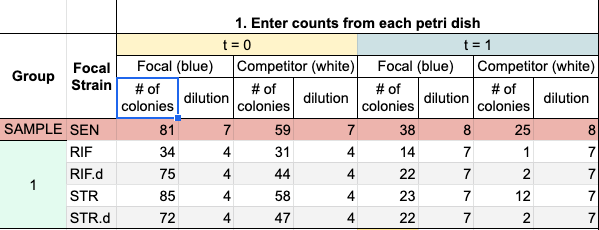 1. Enter counts from each petri dish
t = 0 t = 1
Group Focal Strain Focal (blue) Competitor (white) Focal (blue) Competitor (white)
# of colonies dilution # of colonies dilution # of colonies dilution # of colonies dilution
SAMPLE SEN 81 7 59 7 38 8 25 8
1 RIF 34 4 31 4 14 7 1 7
RIF.d 75 4 44 4 22 7 2 7
STR 85 4 58 4 23 7 12 7
STR.d 72 4 47 4 22 7 2 7